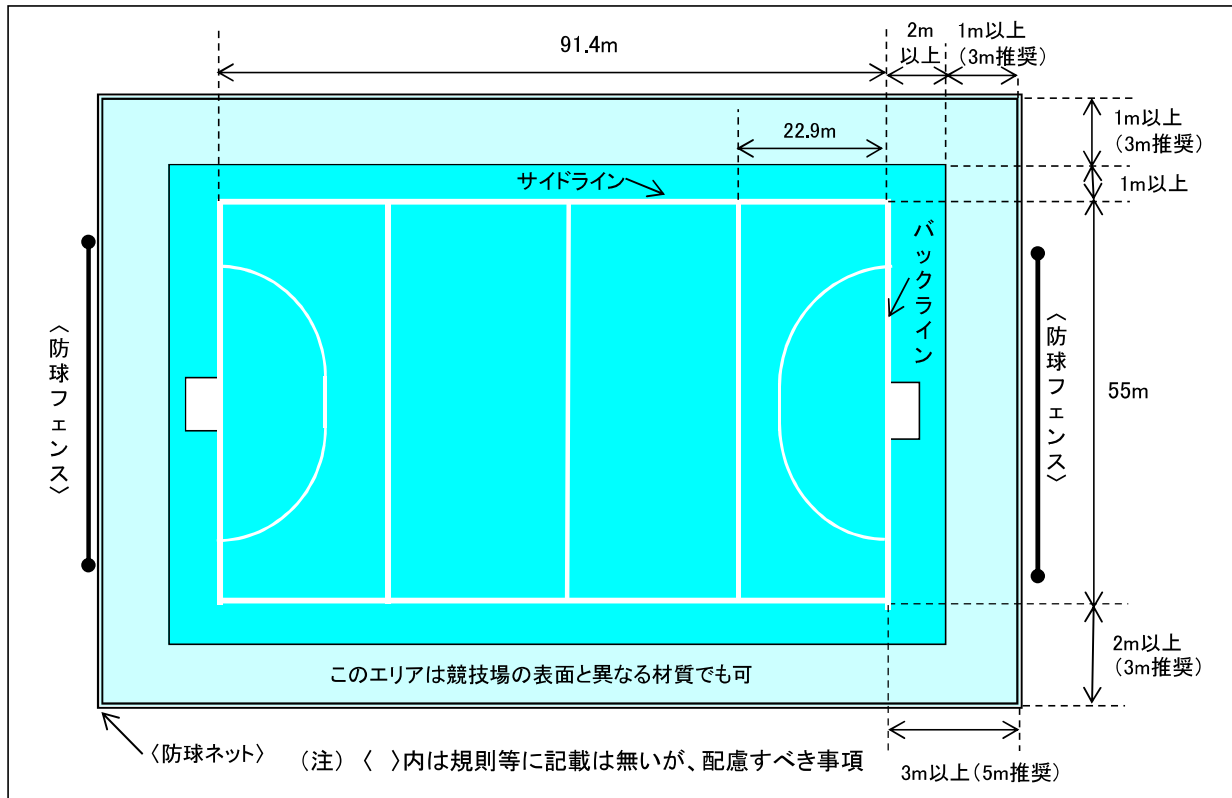 91.4m
2m
以上
1m以上
(3m推奨)
22.9m
1m以上
(3m推奨)
サイドライン
1m以上
バックライン
〈防球フェンス〉
〈防球フェンス〉
55m
2m以上
(3m推奨)
このエリアは競技場の表面と異なる材質でも可
〈防球ネット〉
(注) 〈 〉内は規則等に記載は無いが、配慮すべき事項
3m以上(5m推奨)